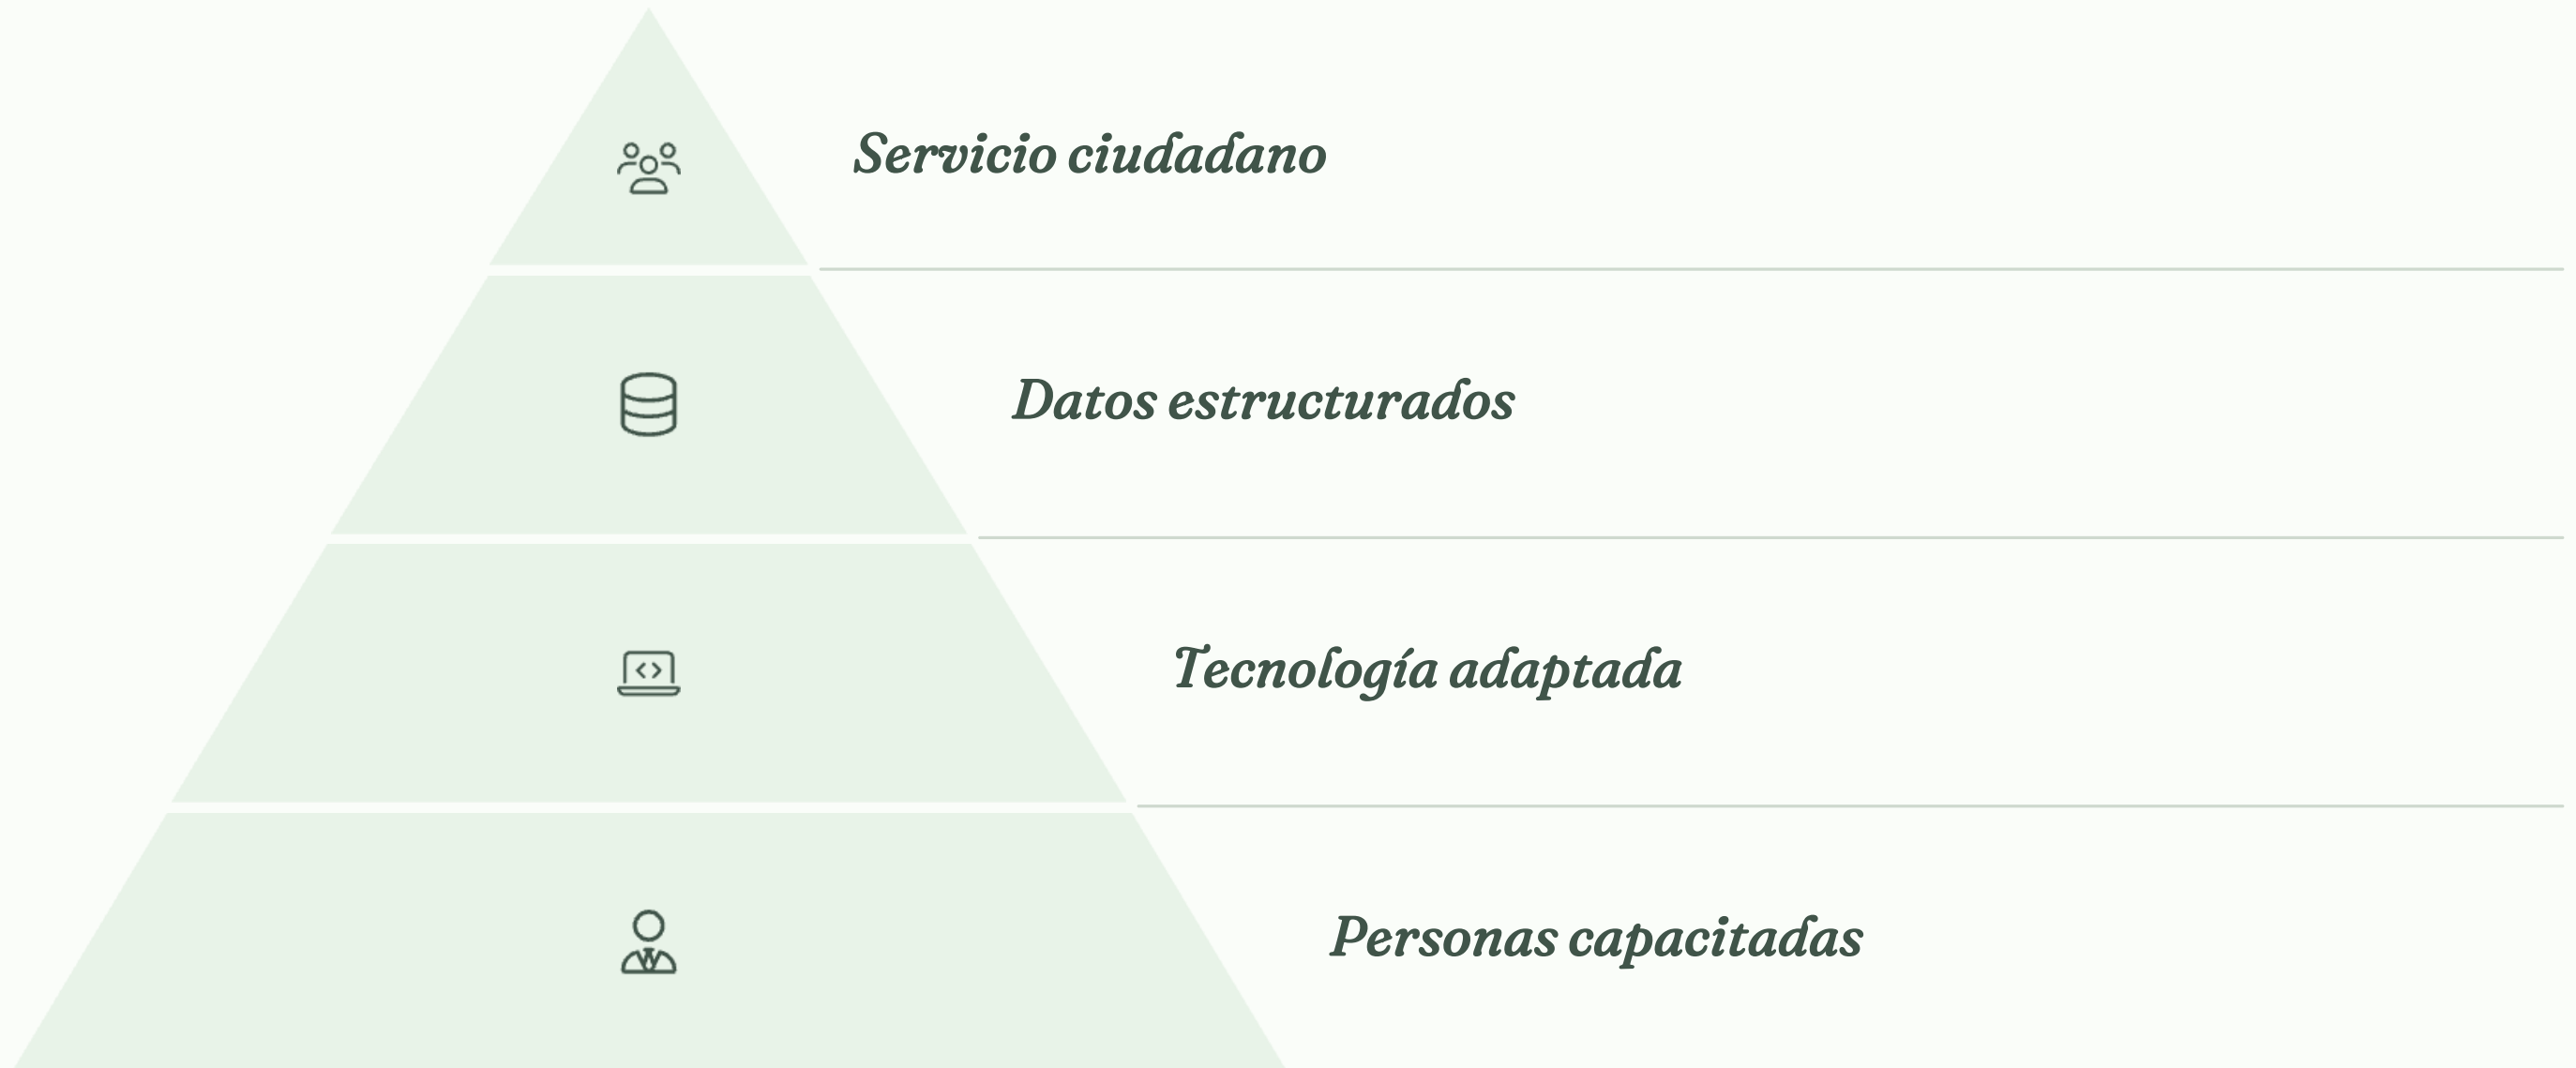 Servicio ciudadano
Datos estructurados
Tecnología adaptada
Personas capacitadas